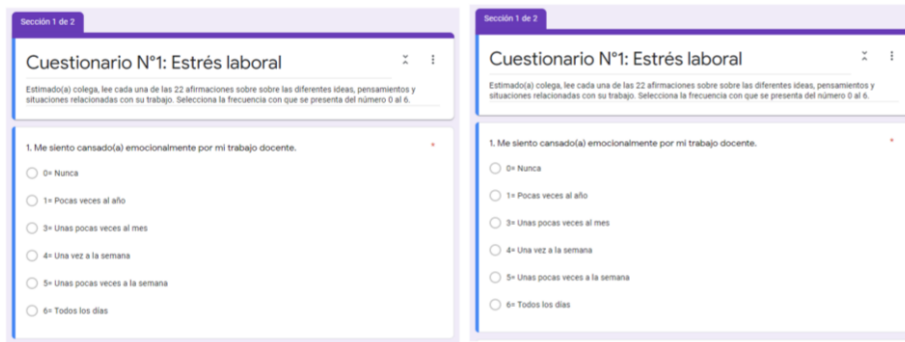 Sección 1 de 2
Cuestionario N°1: Estrés laboral
Estimado(a) colega, lee cada una de las 22 afirmaciones sobre sobre las diferentes ideas, pensamientos y
situaciones relacionadas con su trabajo. Selecciona la frecuencia con que se presenta del número 0 al 6.
1. Me siento cansado(a) emocionalmente por mi trabajo docente. *
0= Nunca
1= Pocas veces al año
3= Unas pocas veces al mes
4= Una vez a la semana
5= Unas pocas veces a la semana
6= Todos los días
Sección 1 de 2
Cuestionario N°1: Estrés laboral
Estimado(a) colega, lee cada una de las 22 afirmaciones sobre sobre las diferentes ideas, pensamientos y
situaciones relacionadas con su trabajo. Selecciona la frecuencia con que se presenta del número 0 al 6.
1. Me siento cansado(a) emocionalmente por mi trabajo docente. *
0= Nunca
1= Pocas veces al año
3= Unas pocas veces al mes
4= Una vez a la semana
5= Unas pocas veces a la semana
6= Todos los días